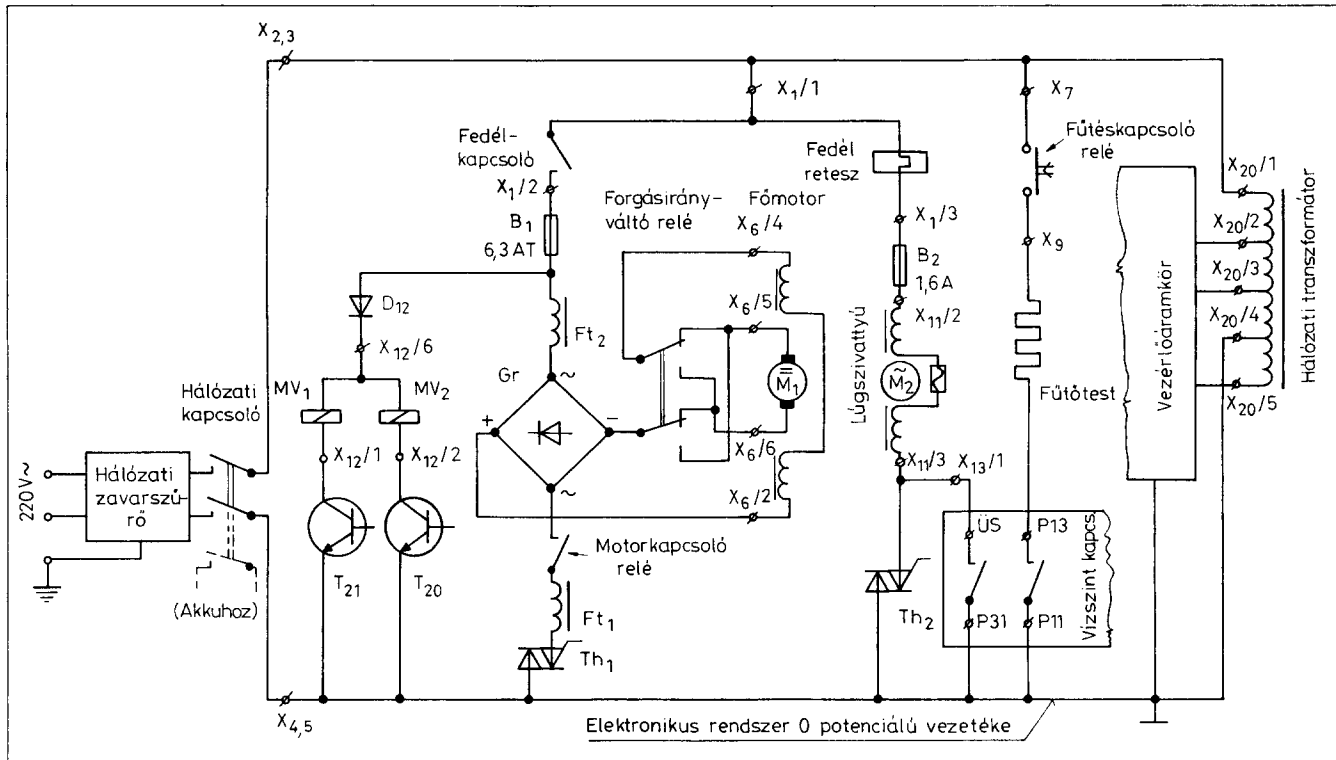 X2,3
X1/1
X7
Fűtéskapcsoló
relé
Fedél-
kapcsoló
Fedél
retesz
X20/1
X1/2
Forgásirány-
váltó relé
Főmotor
X6/4
X1/3
X9
X20/2
B1
6,3 AT
B2
1,6A
X20/3
X6/5
X11/2
X20/4
D12
Ft2
X12/6
Gr
~
Hálózati
kapcsoló
MV1
MV2
+
-
M1
M2
~
Lúgszivattyú
Fűtőtest
Vezérlőáramkör
X20/5
Hálózati transzformátor
X12/1
X12/2
~
X6/6
X6/2
X11/3
X13/1
220V~
Hálózati
zavarszű-
rő
Motorkapcsoló
relé
ÜS
P13
(Akkuhoz)
T21
T20
Ft1
Th1
Th2
P31
P11
Vízszint kapcs.
X4,5
Elektronikus rendszer 0 potenciálú vezetéke